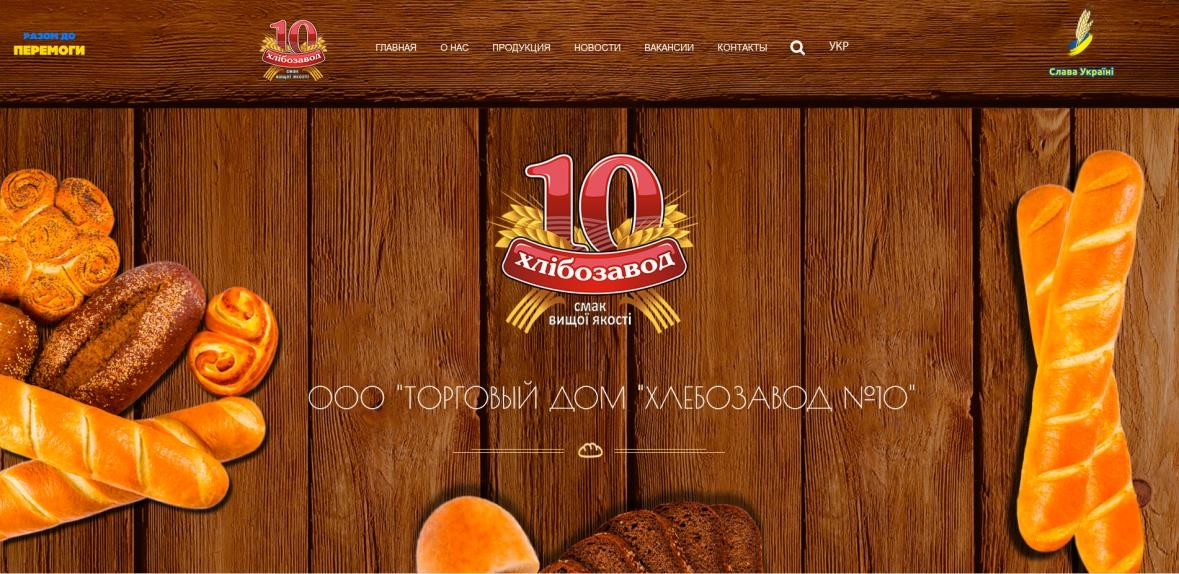 РАЗОМ ДО
ПЕРЕМОГИ
10
хлібозавод
смак
вищої якості
ГЛАВНАЯ О НАС ПРОДУКЦИЯ НОВОСТИ ВАКАНСИИ КОНТАКТЫ УКР
Слава Україні
10
хлібозавод
смак
вищої якості
ООО "ТОРГОВЫЙ ДОМ "ХЛЕБОЗАВОД №10"